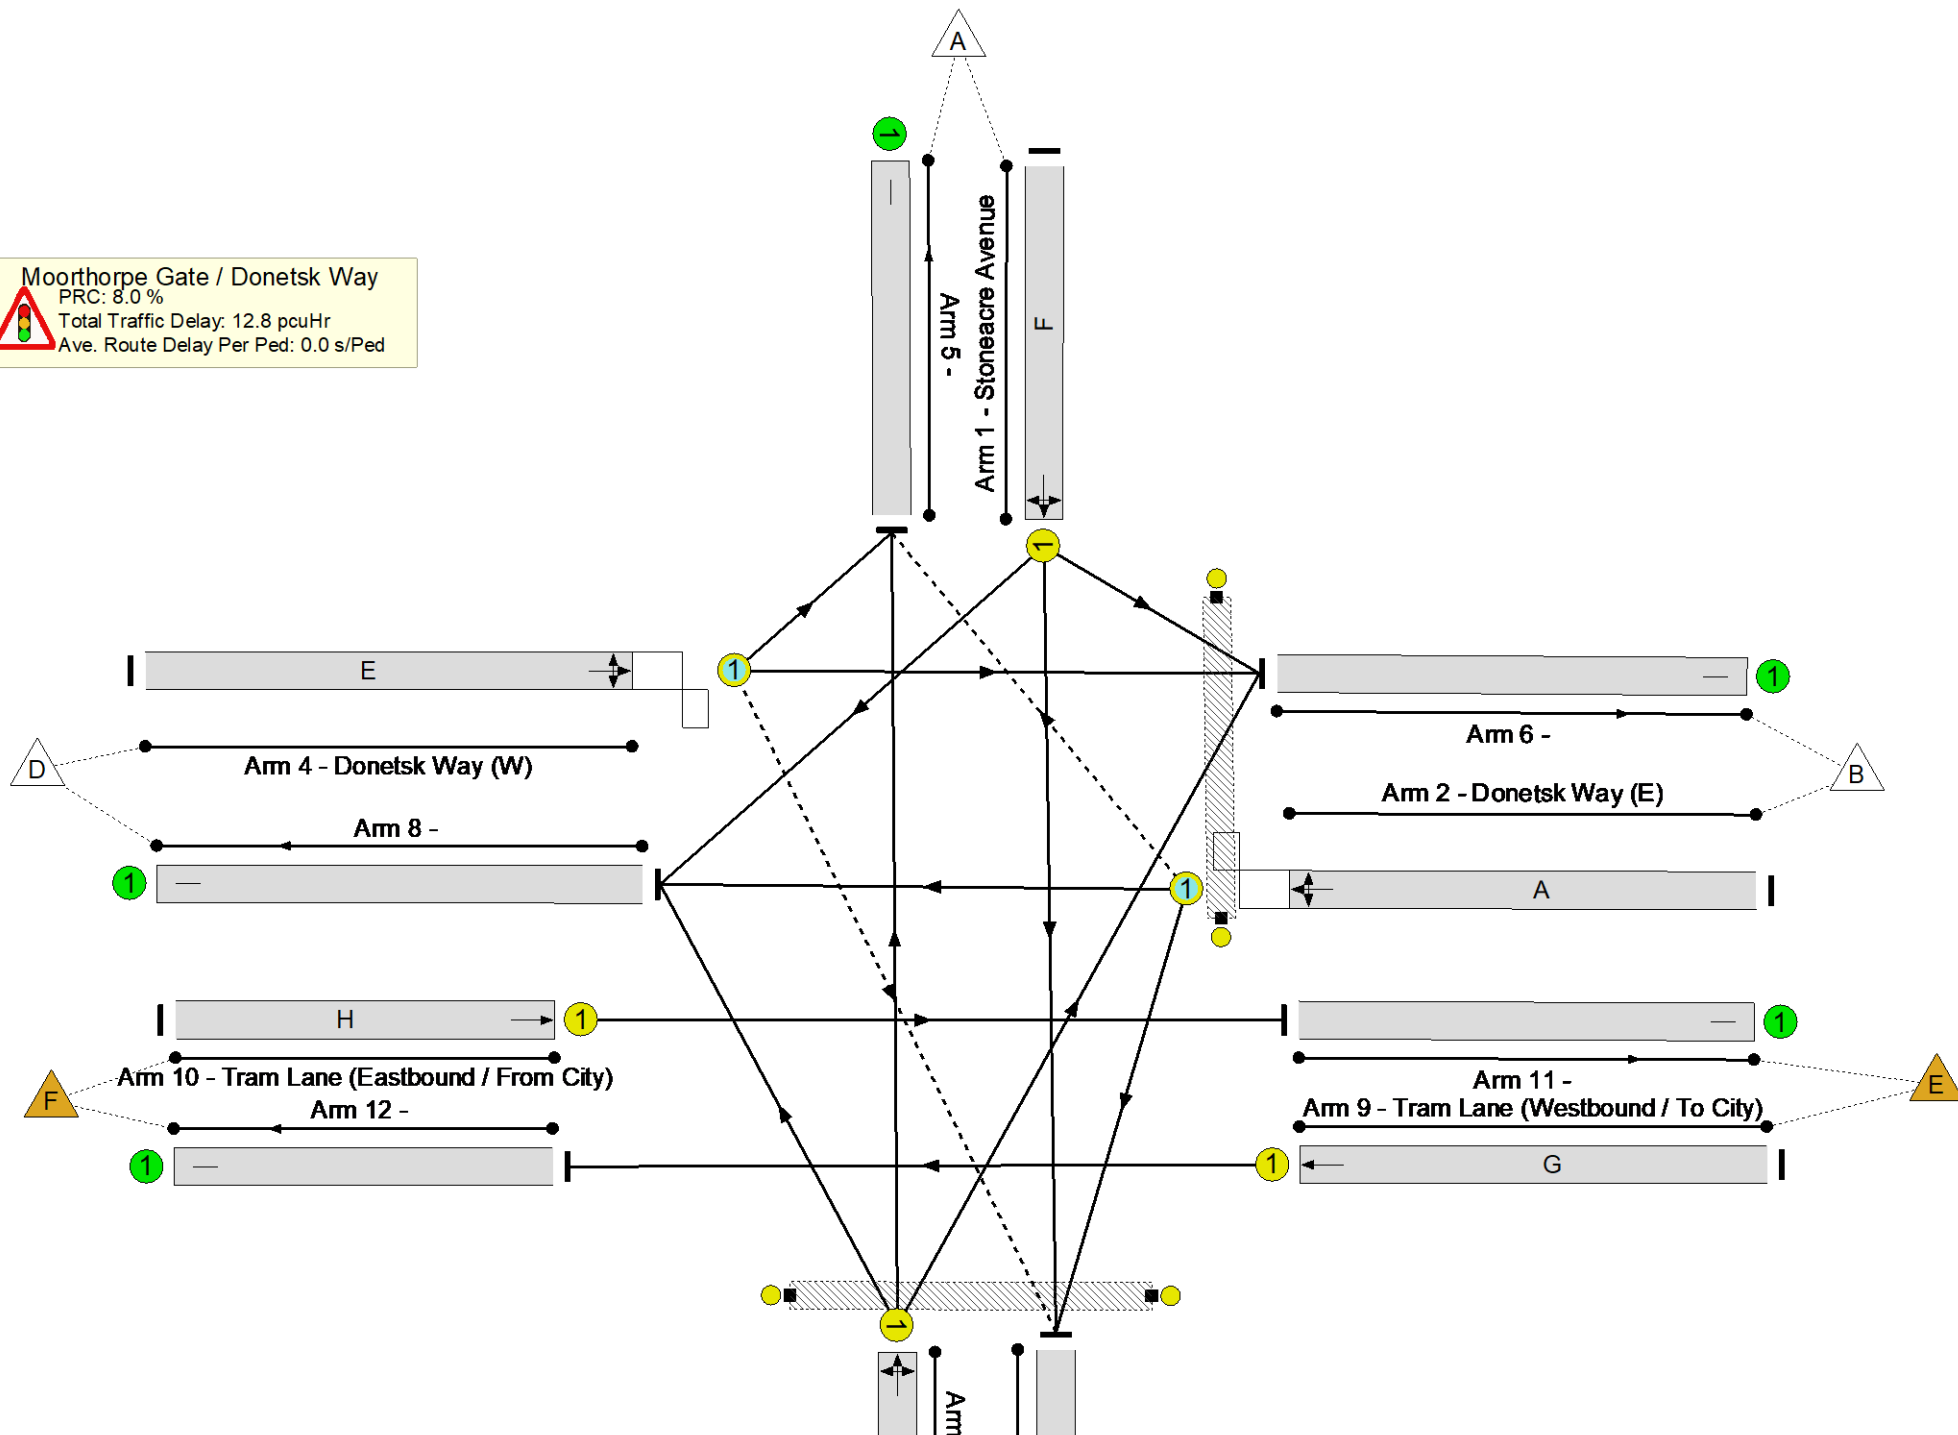 A
1
Arm 5 -
Arm 1 - Stoneacre Avenue
F
Moorthorpe Gate / Donetsk Way
PRC: 8.0 %
Total Traffic Delay: 12.8 pcuHr
Ave. Route Delay Per Ped: 0.0 s/Ped
1
E
1
1
Arm 6 -
D
Arm 4 - Donetsk Way (W)
Arm 2 - Donetsk Way (E)
B
Arm 8 -
1
1
A
H
1
1
Arm 10 - Tram Lane (Eastbound / From City)
Arm 11 -
F
E
Arm 12 -
Arm 9 - Tram Lane (Westbound / To City)
1
1
G
1
Arm